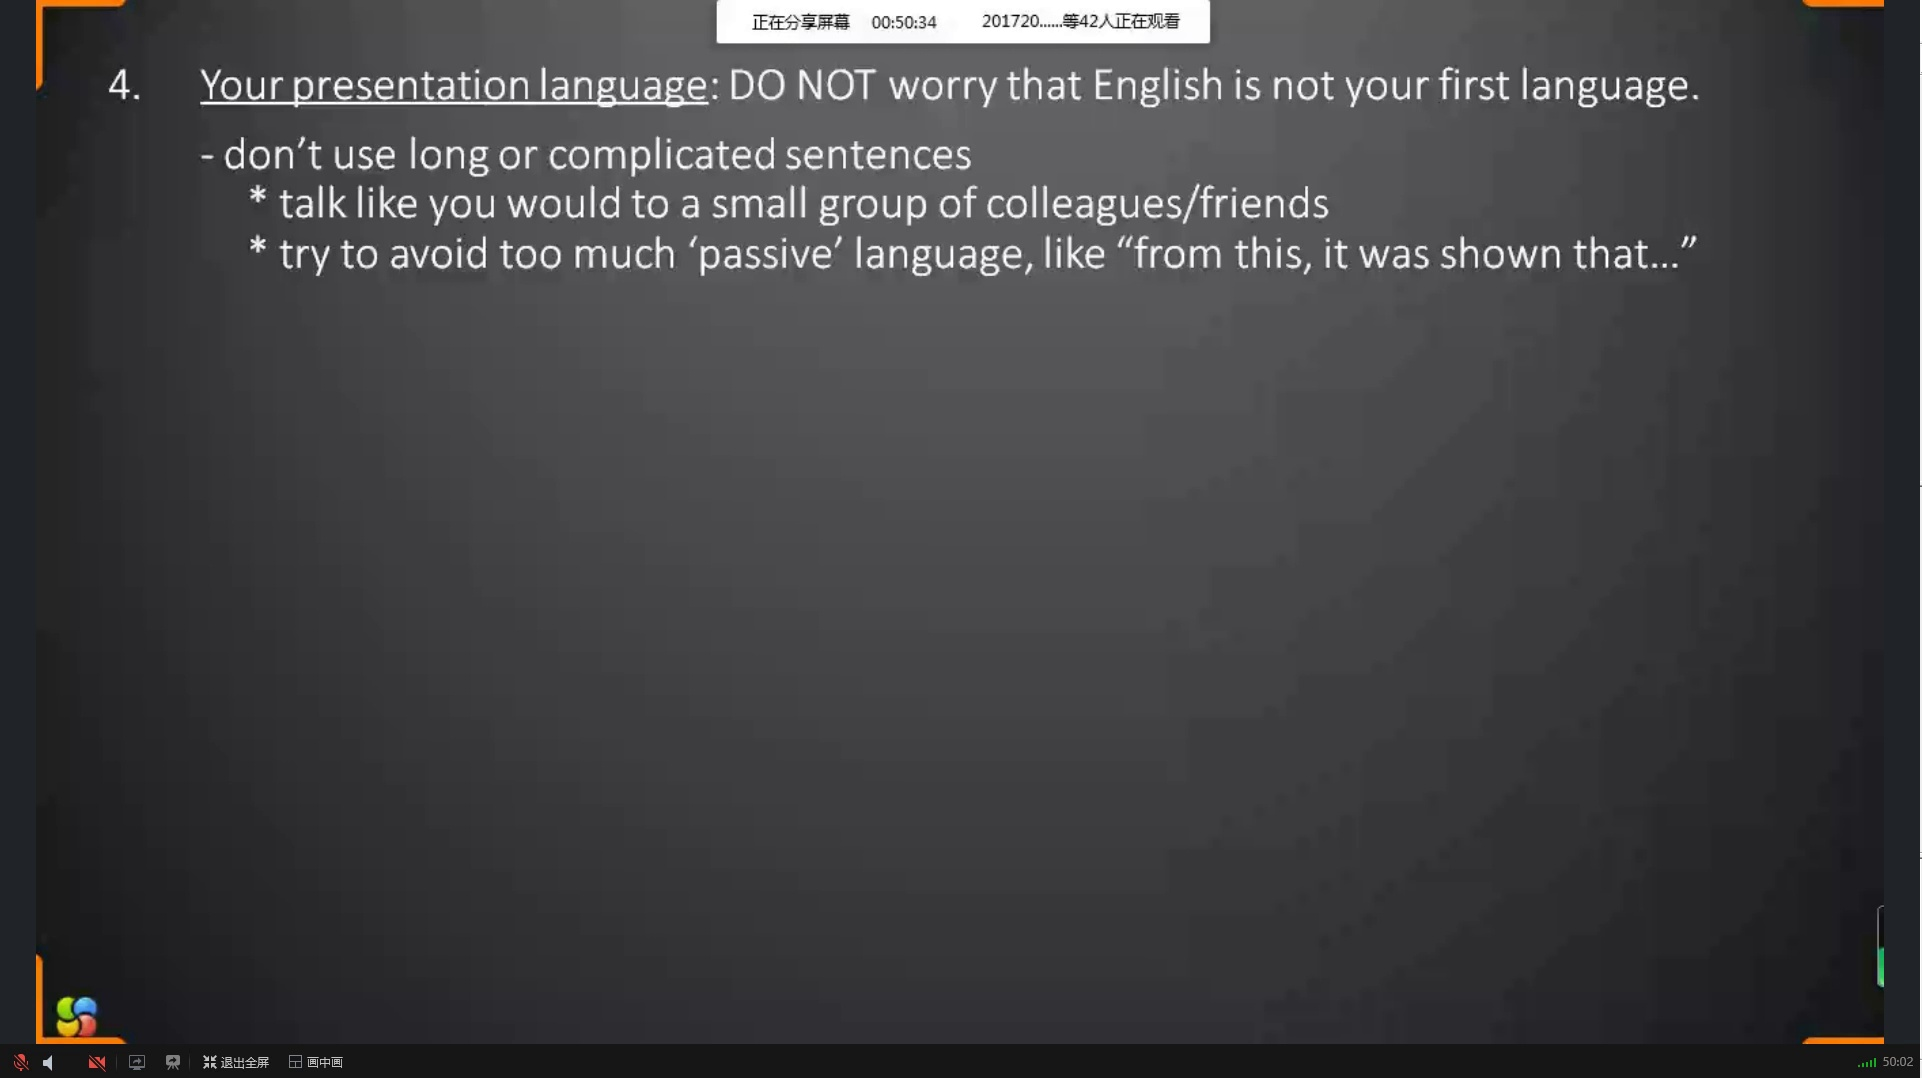 正在分享屏幕 00:50:34 201720......等42人正在观看
4. Your presentation language: DO NOT worry that English is not your first language.
- don’t use long or complicated sentences
* talk like you would to a small group of colleagues/friends
* try to avoid too much ‘passive’ language, like “from this, it was shown that...”
退出全屏 画中画 50:02